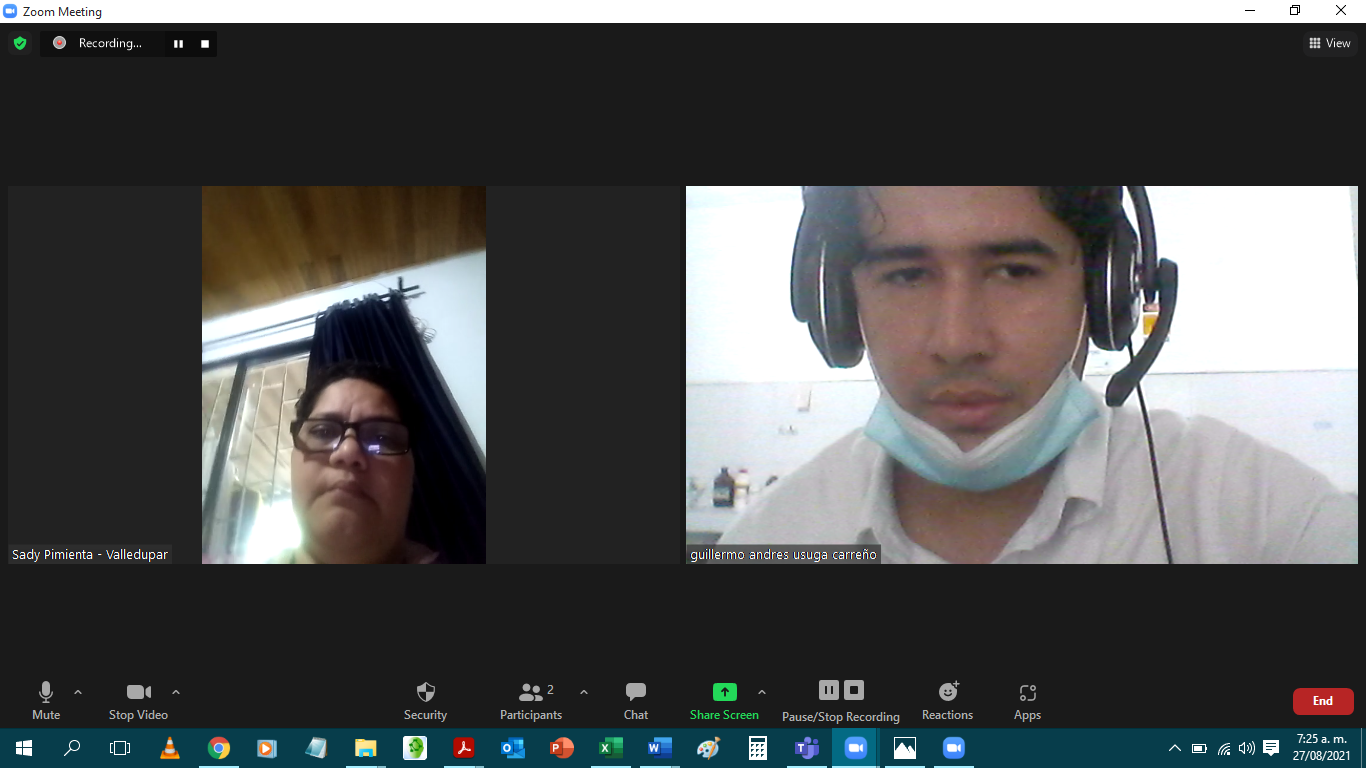 Zoom Meeting
Recording...
View
Sady Pimienta - Valledupar
guillermo andres usuga carreño
Mute
Stop Video
Security
Participants
2
Chat
Share Screen
Pause/Stop Recording
Reactions
Apps
End
7:25 a. m.
27/08/2021